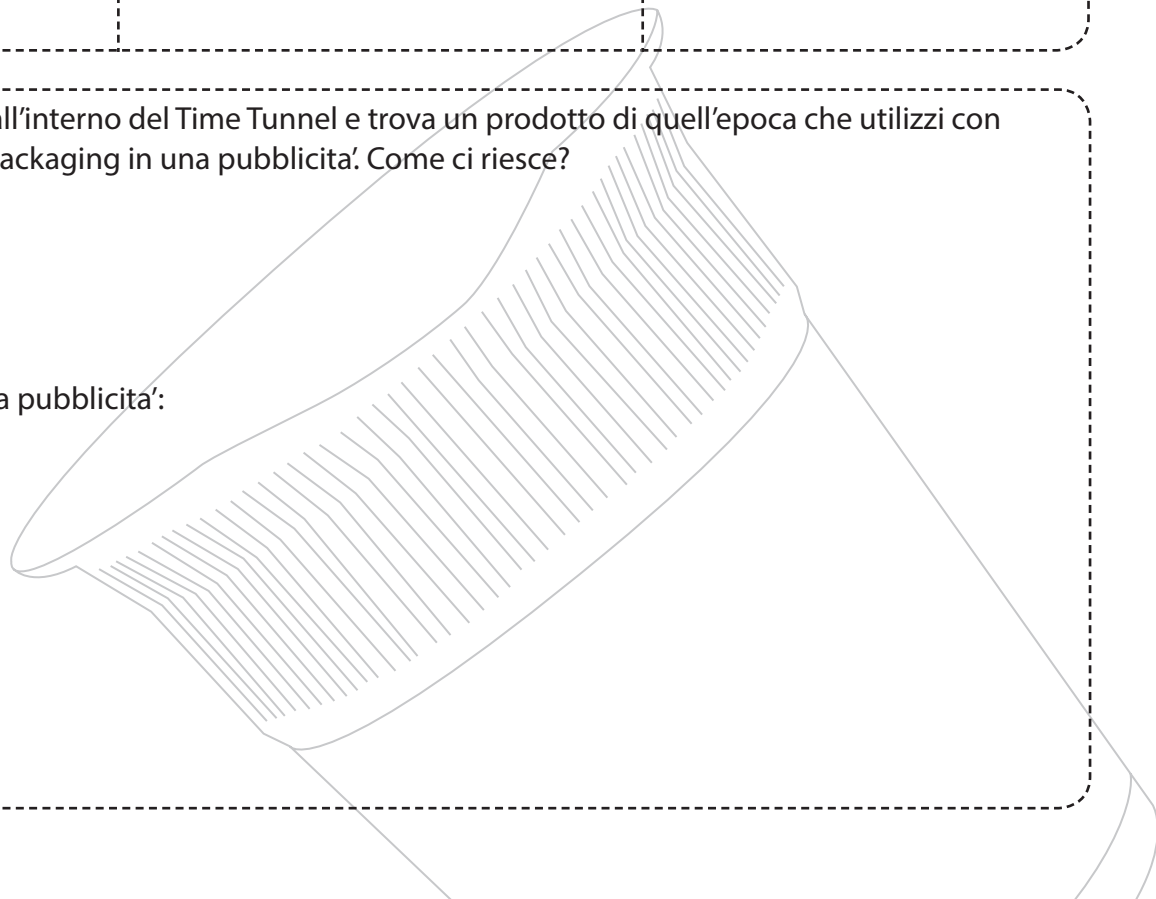 all'interno del Time Tunnel e trova un prodotto di quell'epoca che utilizzi con
ackaging in una pubblicita'. Come ci riesce?
a pubblicita':